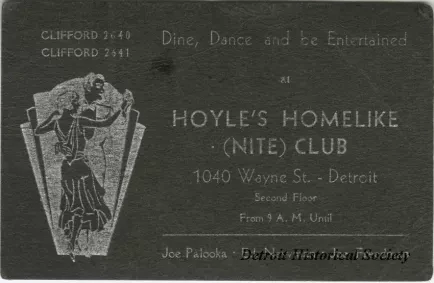 CLIFFORD 2640
CLIFFORD 2641
Dine, Dance and be Entertained
at
HOYLE'S HOMELIKE
· (NITE) CLUB
1040 Wayne St. - Detroit
Second Floor
From 9 A. M. Until
Joe Palooka
Detroit Historical Society